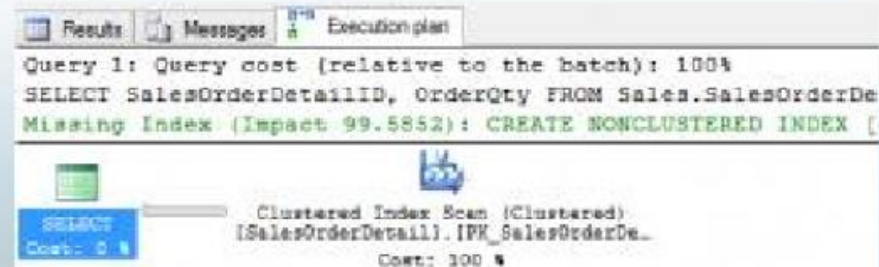 Results Messages Execution plan
Query 1: Query cost (relative to the batch): 100%
SELECT SalesOrderDetailID, OrderQty FROM Sales.SalesOrderDe
Missing Index (Impact 99.5852): CREATE NONCLUSTERED INDEX [
SELECT
Cost: 0 %
Clustered Index Scan (Clustered)
[SalesOrderDetail].[PK_SalesOrderDe…
Cost: 100 %